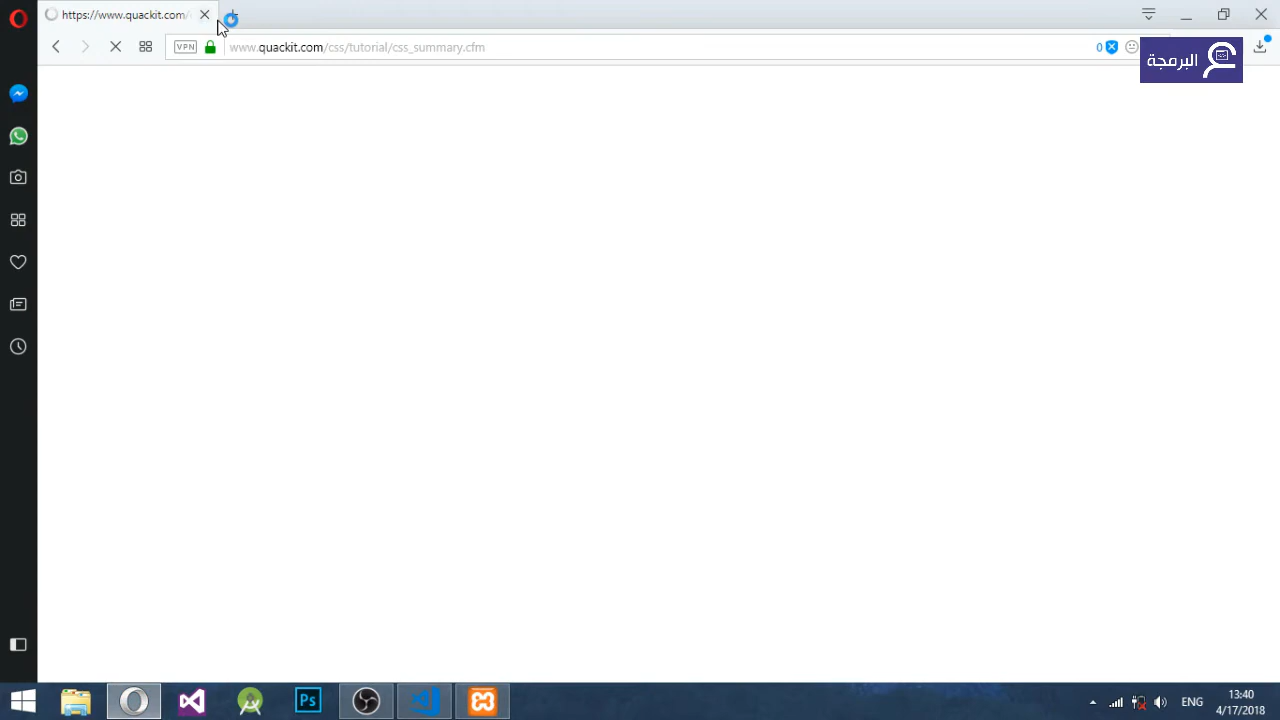 https://www.quackit.com/
VPN
www.quackit.com/css/tutorial/css_summary.cfm
0
البرمجة
Ps
ENG
13:40
4/17/2018